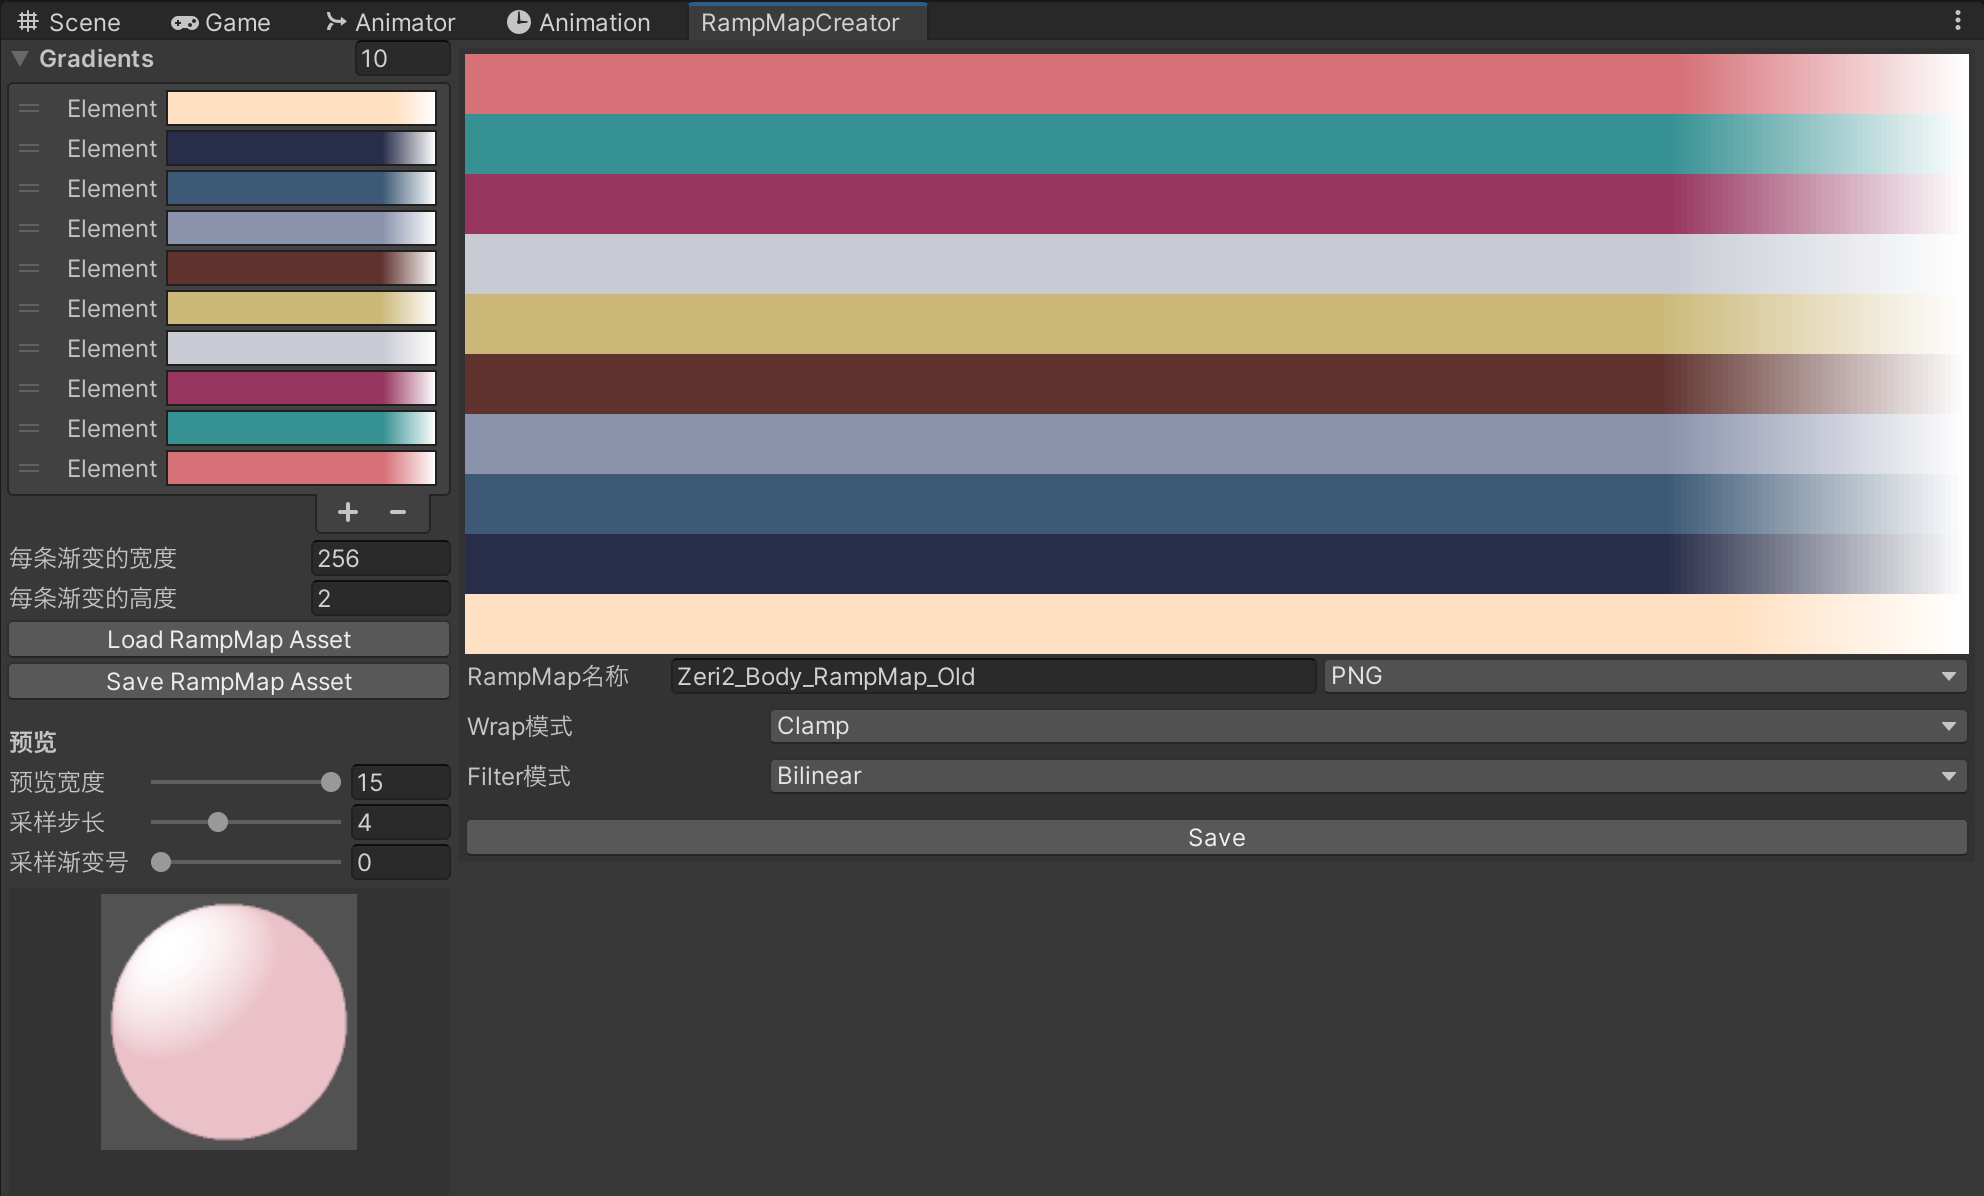 Scene Game Animator Animation RampMapCreator
Gradients 10
Element
Element
Element
Element
Element
Element
Element
Element
Element
Element
+ −
每条渐变的宽度 256
每条渐变的高度 2
Load RampMap Asset
Save RampMap Asset
预览
预览宽度 15
采样步长 4
采样渐变号 0
RampMap名称 Zeri2_Body_RampMap_Old PNG
Wrap模式 Clamp
Filter模式 Bilinear
Save